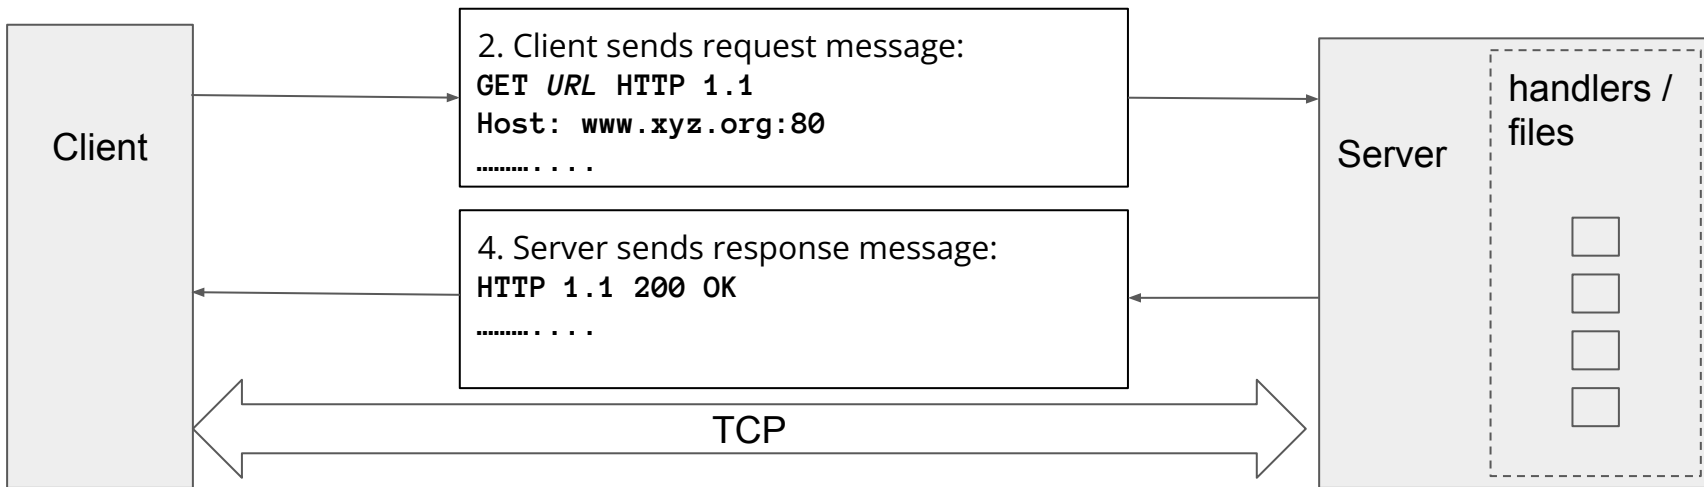 Client
2. Client sends request message:
GET URL HTTP 1.1
Host: www.xyz.org:80
………....
4. Server sends response message:
HTTP 1.1 200 OK
………....
TCP
Server
handlers /
files